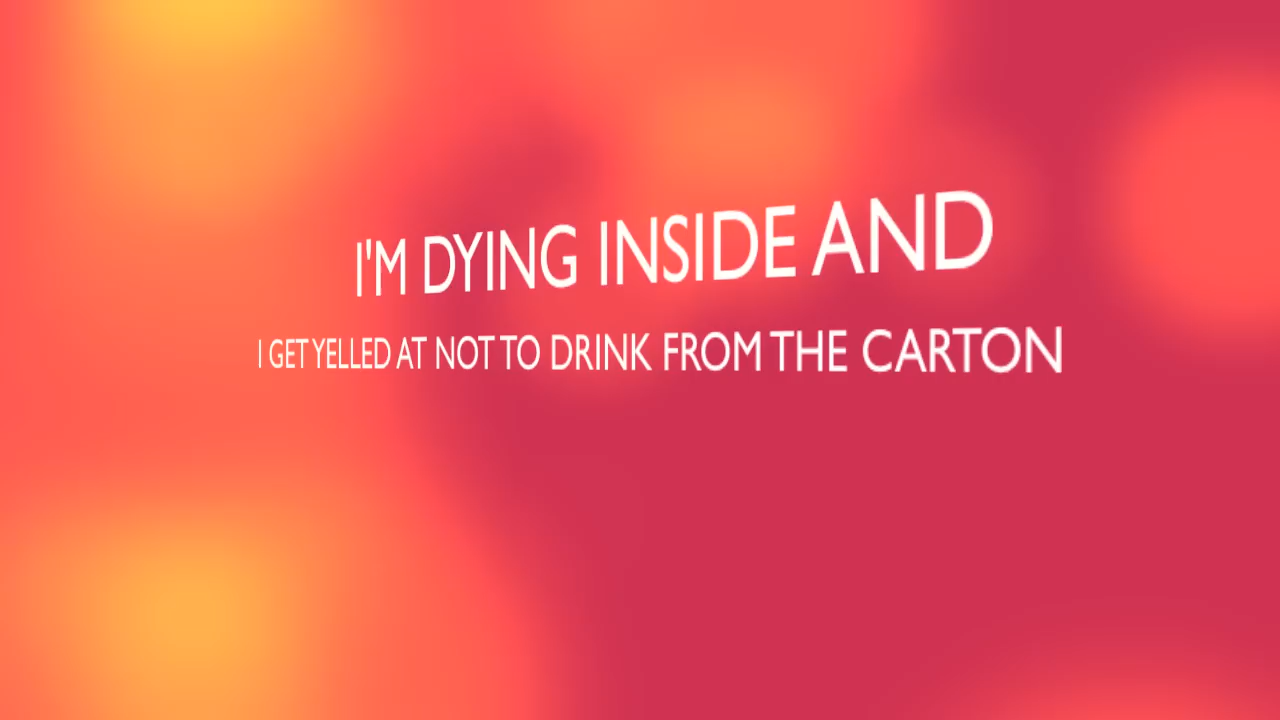 I'M DYING INSIDE AND
I GET YELLED AT NOT TO DRINK FROM THE CARTON